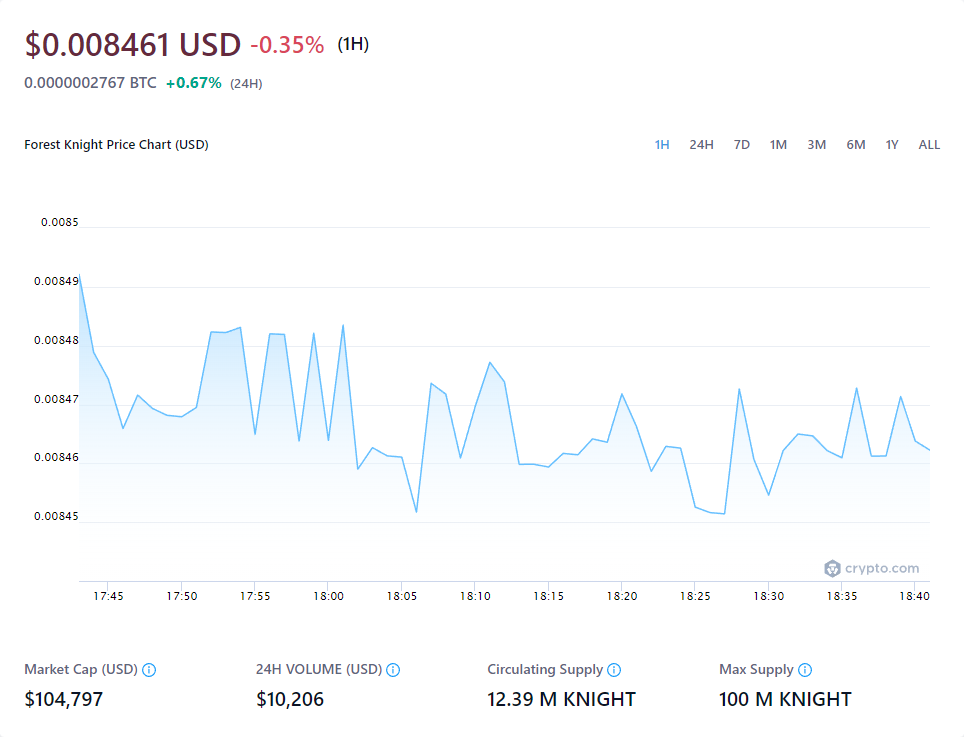 $0.008461 USD -0.35% (1H)
0.0000002767 BTC +0.67% (24H)
Forest Knight Price Chart (USD) 1H 24H 7D 1M 3M 6M 1Y ALL
0.0085
0.00849
0.00848
0.00847
0.00846
0.00845
crypto.com
17:45 17:50 17:55 18:00 18:05 18:10 18:15 18:20 18:25 18:30 18:35 18:40
Market Cap (USD) 24H VOLUME (USD) Circulating Supply Max Supply
$104,797 $10,206 12.39 M KNIGHT 100 M KNIGHT